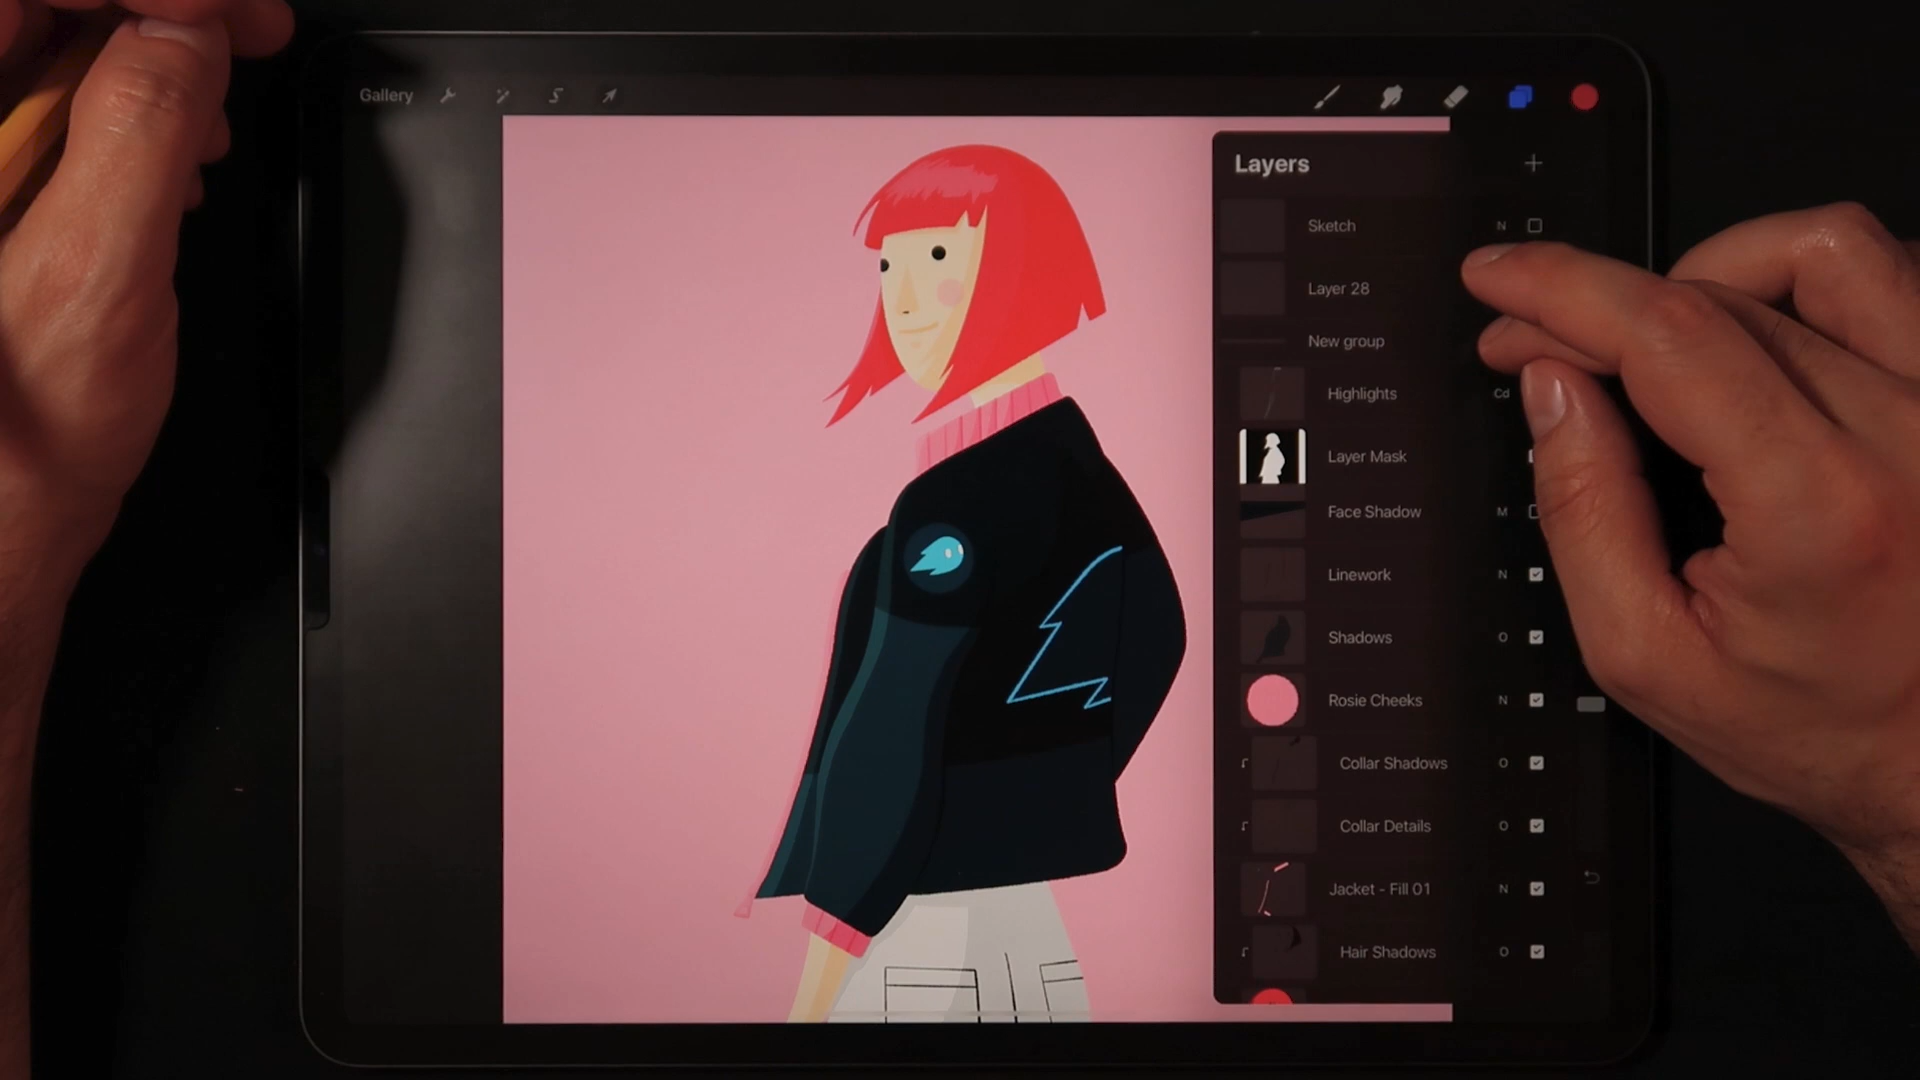 Gallery
Layers
Sketch N
Layer 28
New group
Highlights Cd
Layer Mask
Face Shadow M
Linework N
Shadows O
Rosie Cheeks N
Collar Shadows O
Collar Details O
Jacket - Fill 01 N
Hair Shadows O